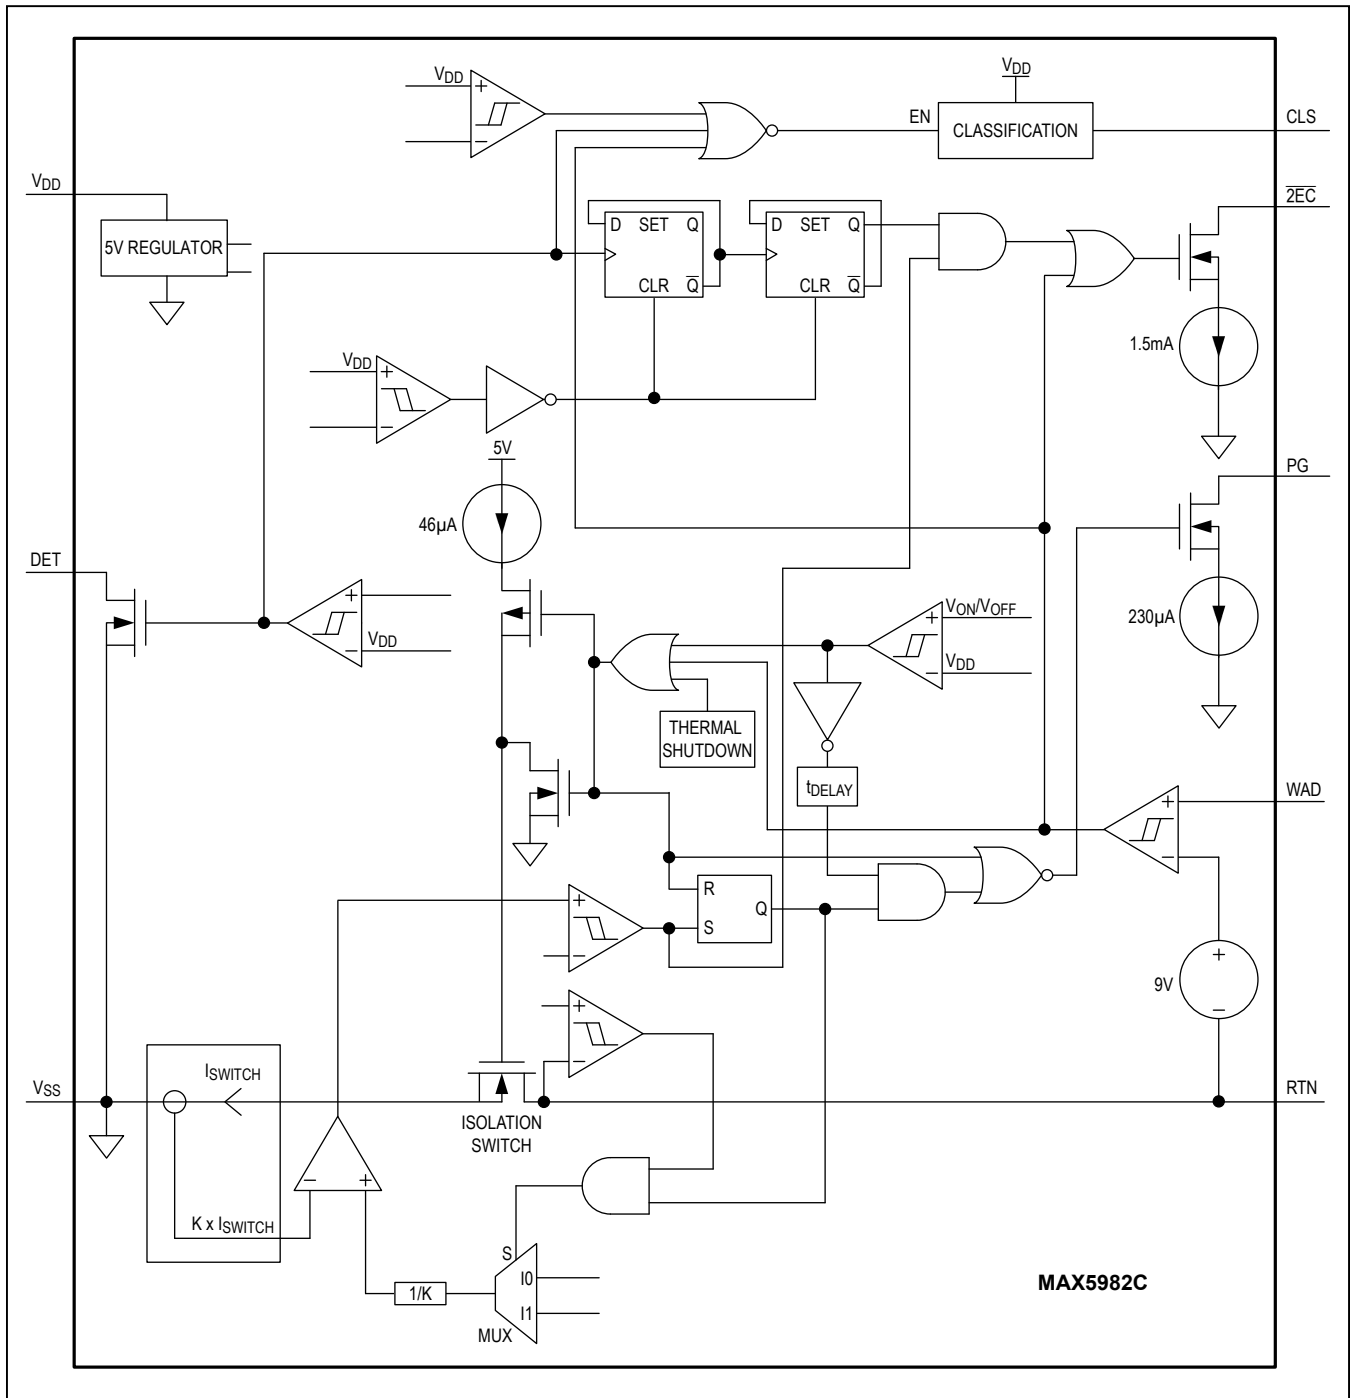 VDD
+
−
VDD
EN
CLASSIFICATION
CLS
VDD
5V REGULATOR
D SET Q
CLR Q̅
D SET Q
CLR Q̅
2̅E̅C̅
1.5mA
VDD
+
−
5V
46µA
PG
230µA
DET
+
VDD
−
VON/VOFF
+
VDD
−
THERMAL
SHUTDOWN
tDELAY
WAD
+
−
R
Q
S
+
−
9V
+
−
+
−
VSS
ISWITCH
ISOLATION
SWITCH
RTN
− +
K x ISWITCH
S
I0
1/K
I1
MUX
MAX5982C